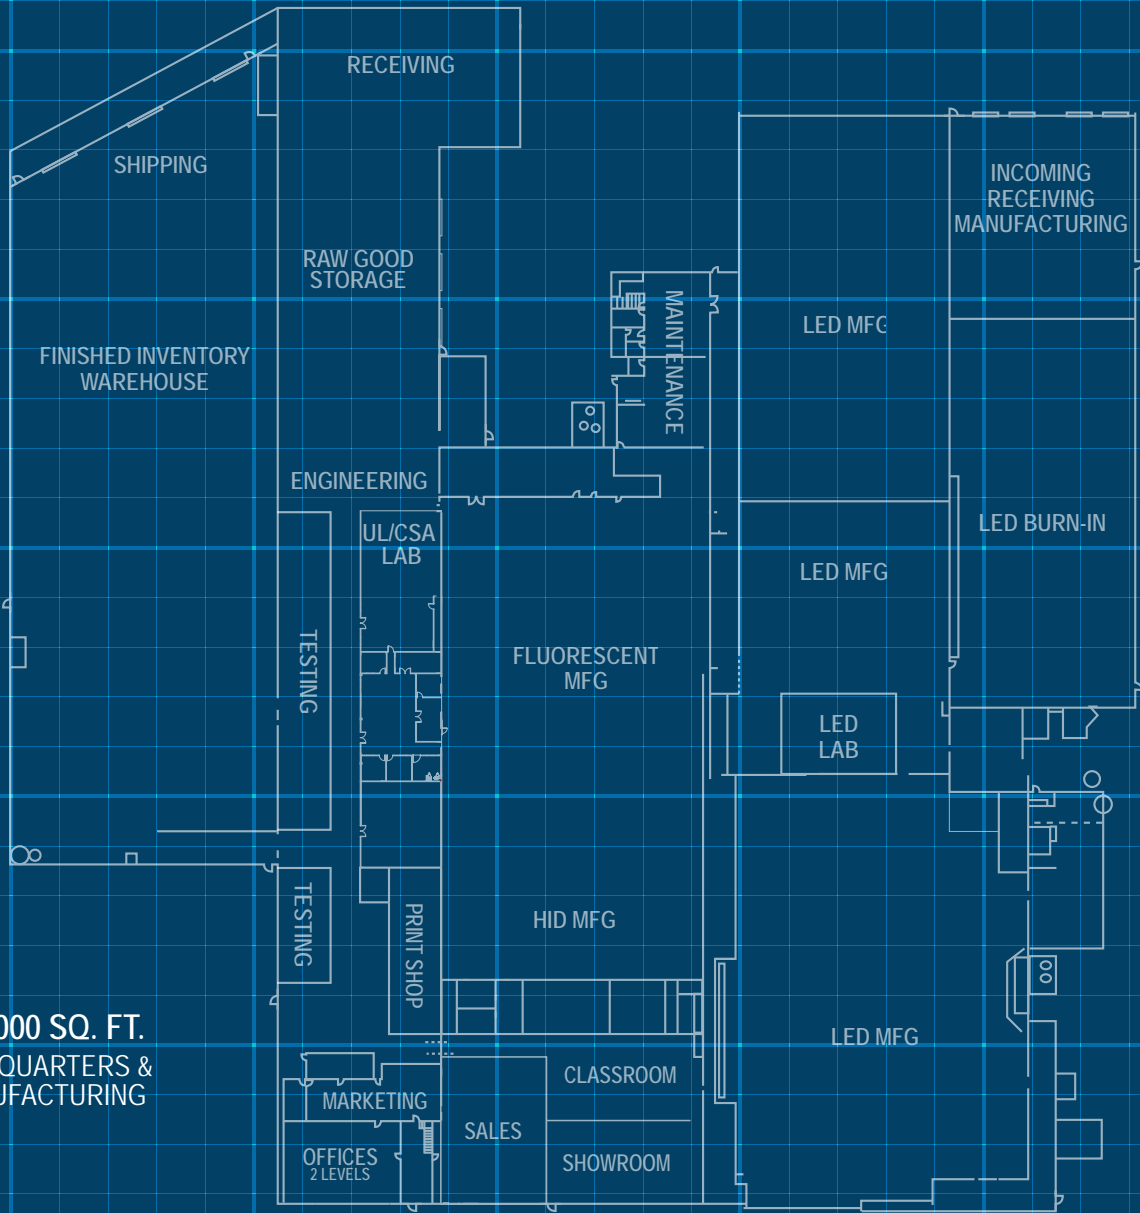 RECEIVING
SHIPPING
INCOMING
RECEIVING
MANUFACTURING
RAW GOOD
STORAGE
MAINTENANCE
LED MFG
FINISHED INVENTORY
WAREHOUSE
ENGINEERING
UL/CSA
LAB
LED BURN-IN
LED MFG
TESTING
FLUORESCENT
MFG
LED
LAB
TESTING
PRINT SHOP
HID MFG
000 SQ. FT.
QUARTERS &
UFACTURING
LED MFG
CLASSROOM
MARKETING
SALES
OFFICES
2 LEVELS
SHOWROOM